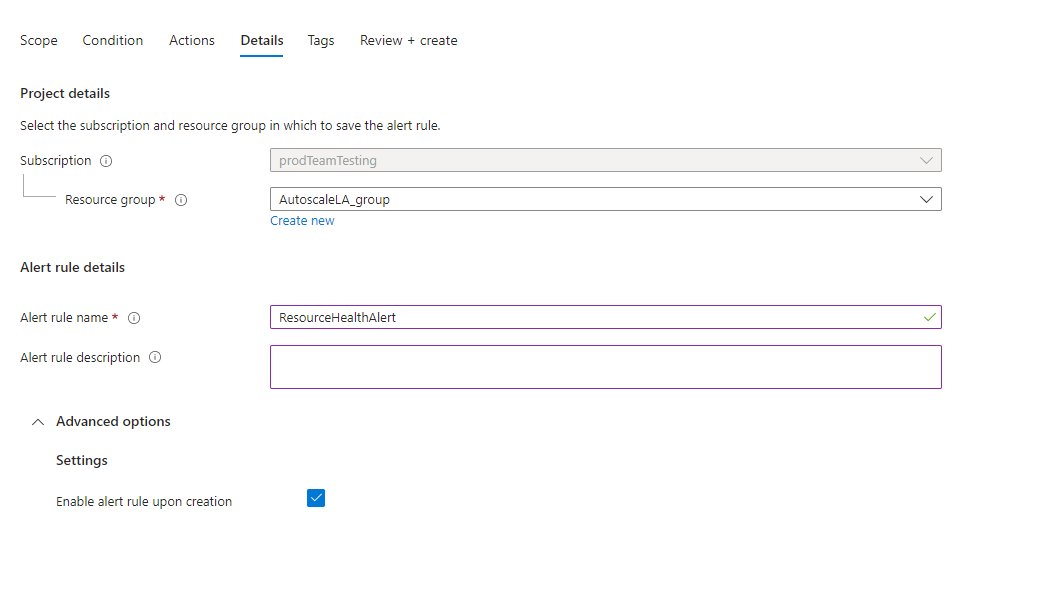 Scope Condition Actions Details Tags Review + create
Project details
Select the subscription and resource group in which to save the alert rule.
Subscription prodTeamTesting
Resource group * AutoscaleLA_group
Create new
Alert rule details
Alert rule name * ResourceHealthAlert
Alert rule description
Advanced options
Settings
Enable alert rule upon creation